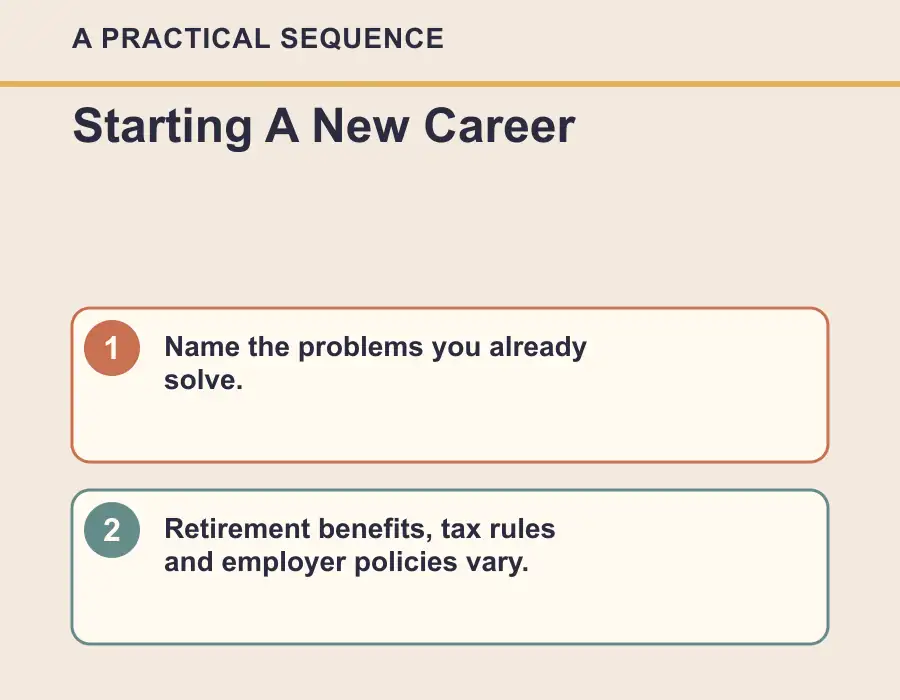 A PRACTICAL SEQUENCE
Starting A New Career
1
Name the problems you already
solve.
2
Retirement benefits, tax rules
and employer policies vary.